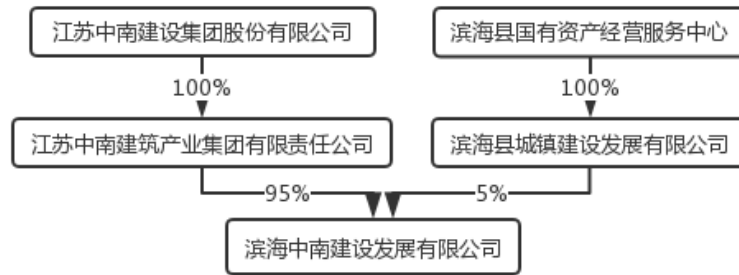 江苏中南建设集团股份有限公司
滨海县国有资产经营服务中心
100%
100%
江苏中南建筑产业集团有限责任公司
滨海县城镇建设发展有限公司
95%
5%
滨海中南建设发展有限公司